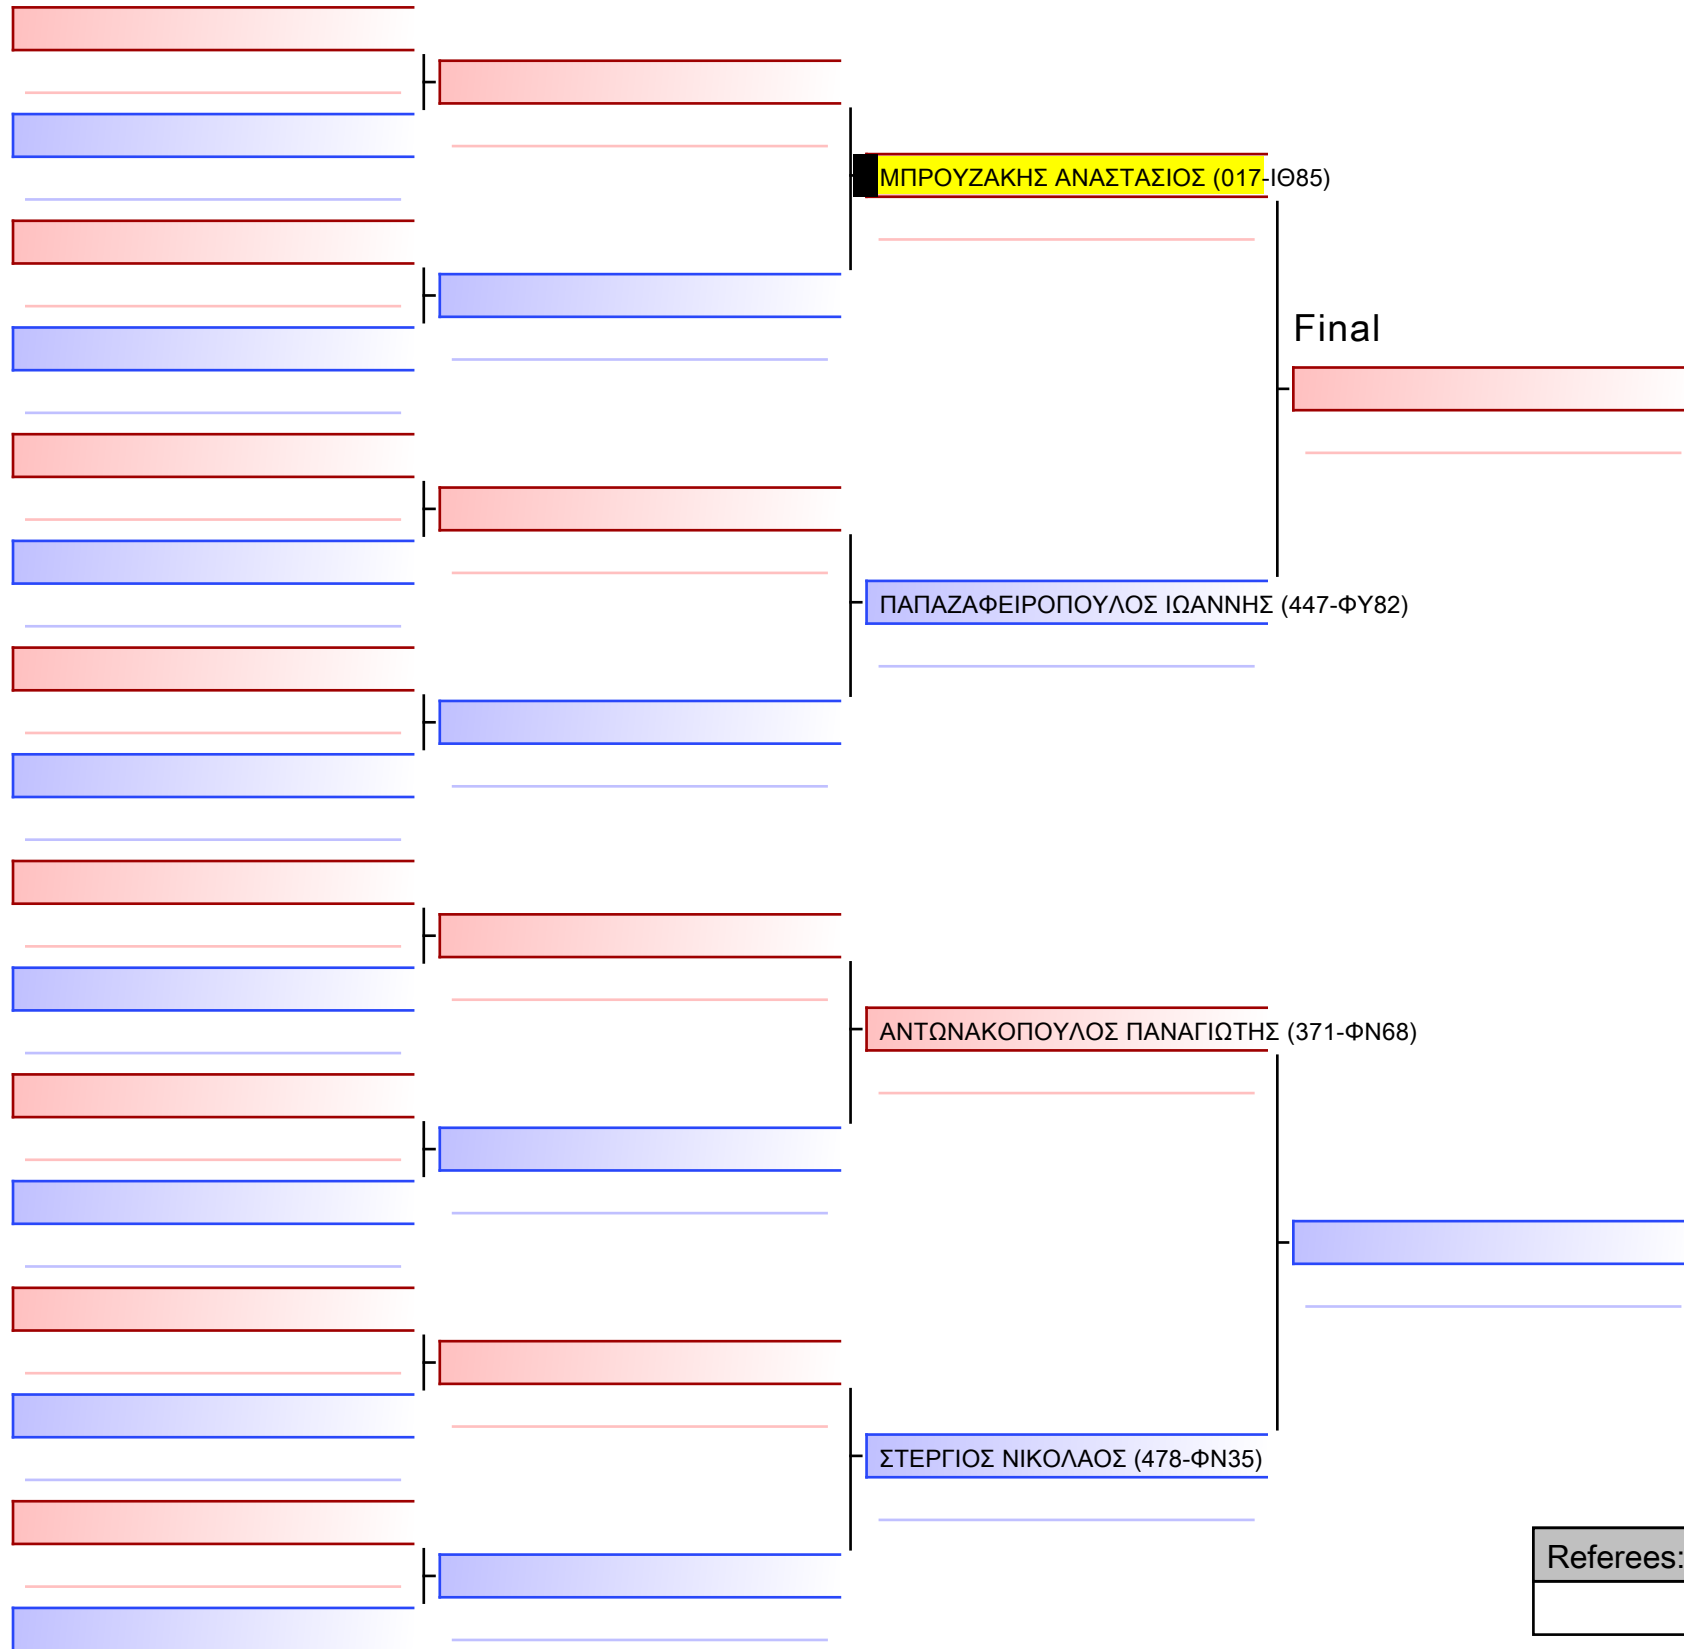 ΜΠΡΟΥΖΑΚΗΣ ΑΝΑΣΤΑΣΙΟΣ (017-ΙΘ85)
Final
ΠΑΠΑΖΑΦΕΙΡΟΠΟΥΛΟΣ ΙΩΑΝΝΗΣ (447-ΦΥ82)
ΑΝΤΩΝΑΚΟΠΟΥΛΟΣ ΠΑΝΑΓΙΩΤΗΣ (371-ΦΝ68)
ΣΤΕΡΓΙΟΣ ΝΙΚΟΛΑΟΣ (478-ΦΝ35)
Referees: